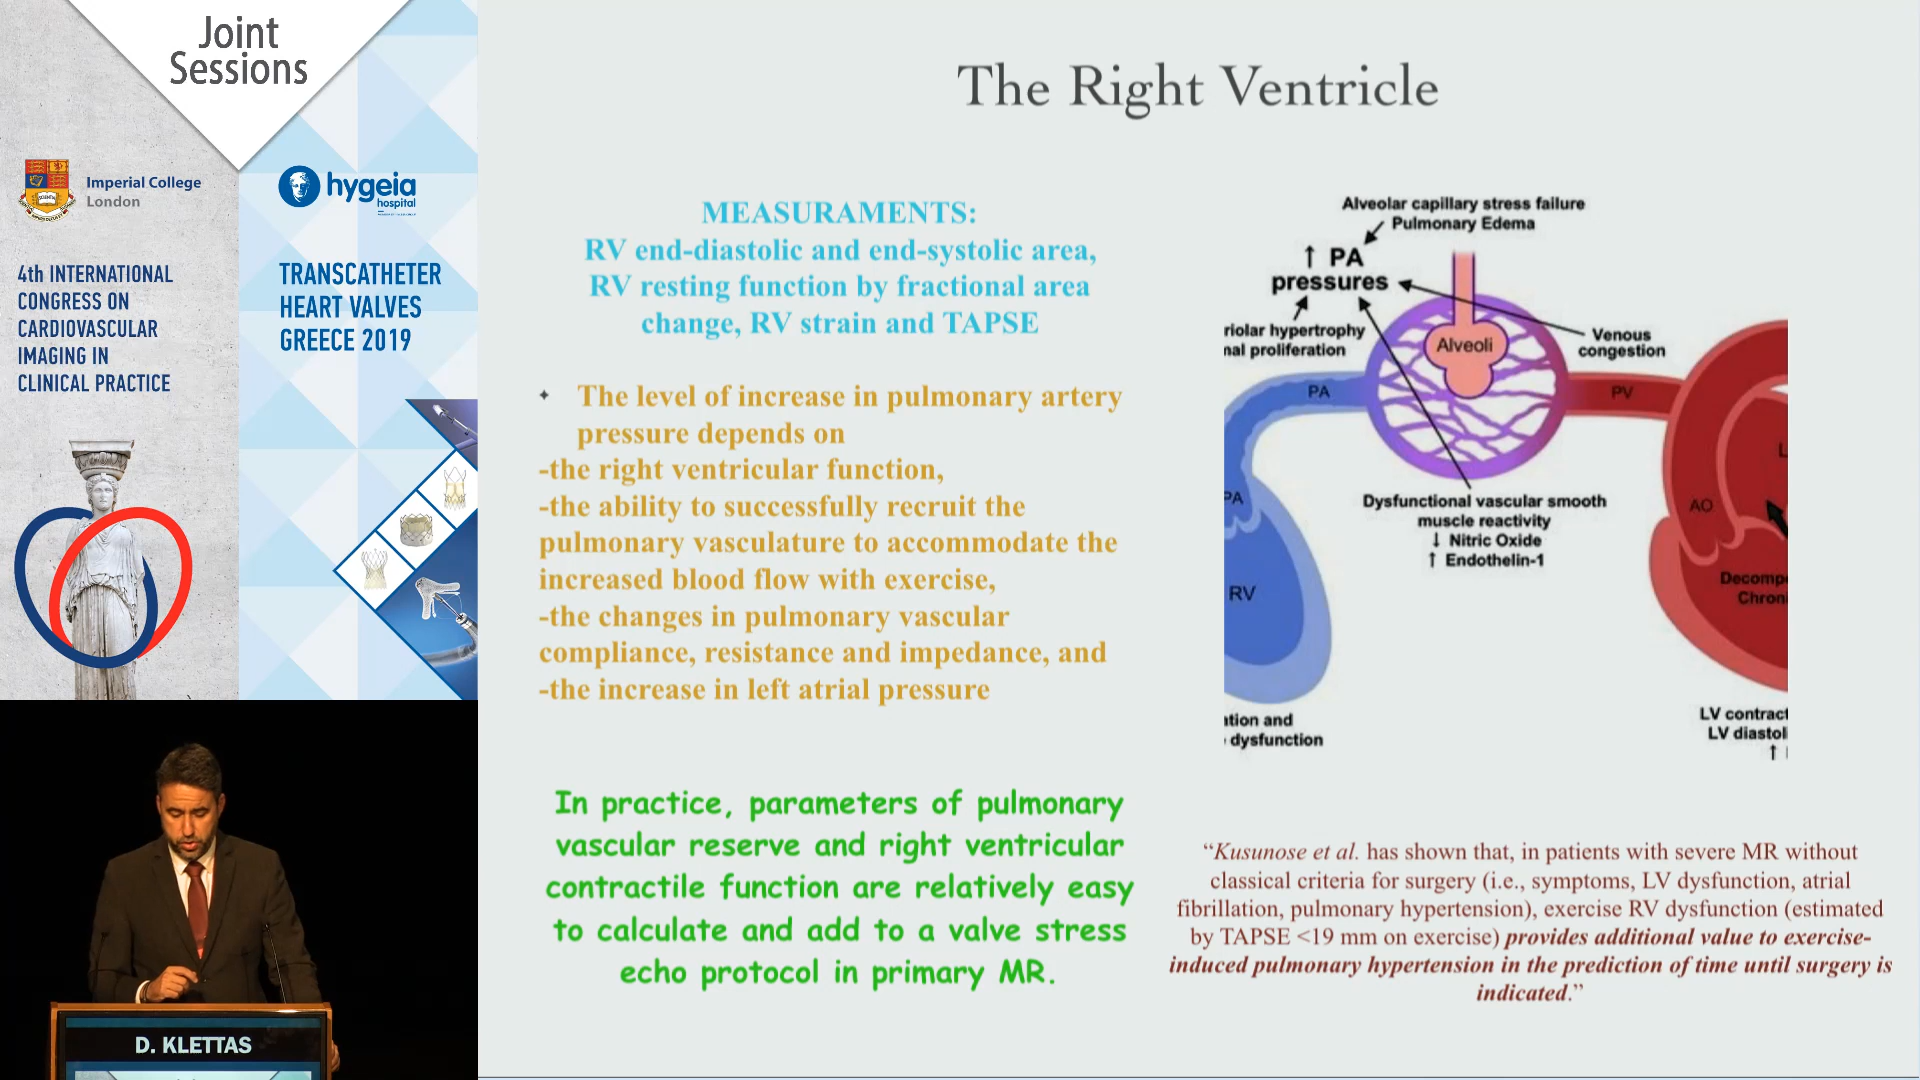 Joint
Sessions
Imperial College
London
hygeia
hospital
4th INTERNATIONAL
CONGRESS ON
CARDIOVASCULAR
IMAGING IN
CLINICAL PRACTICE
TRANSCATHETER
HEART VALVES
GREECE 2019
D. KLETTAS
The Right Ventricle
MEASURAMENTS:
RV end-diastolic and end-systolic area,
RV resting function by fractional area
change, RV strain and TAPSE
The level of increase in pulmonary artery
pressure depends on
-the right ventricular function,
-the ability to successfully recruit the
pulmonary vasculature to accommodate the
increased blood flow with exercise,
-the changes in pulmonary vascular
compliance, resistance and impedance, and
-the increase in left atrial pressure
In practice, parameters of pulmonary
vascular reserve and right ventricular
contractile function are relatively easy
to calculate and add to a valve stress
echo protocol in primary MR.
Alveolar capillary stress failure
Pulmonary Edema
↑ PA
pressures
riolar hypertrophy
nal proliferation
Venous
congestion
Alveoli
PA
PV
PA
AO
RV
Dysfunctional vascular smooth
muscle reactivity
↓ Nitric Oxide
↑ Endothelin-1
L
Decomp
Chroni
ation and
dysfunction
LV contract
LV diastol
↑
“Kusunose et al. has shown that, in patients with severe MR without
classical criteria for surgery (i.e., symptoms, LV dysfunction, atrial
fibrillation, pulmonary hypertension), exercise RV dysfunction (estimated
by TAPSE <19 mm on exercise) provides additional value to exercise-
induced pulmonary hypertension in the prediction of time until surgery is
indicated.”